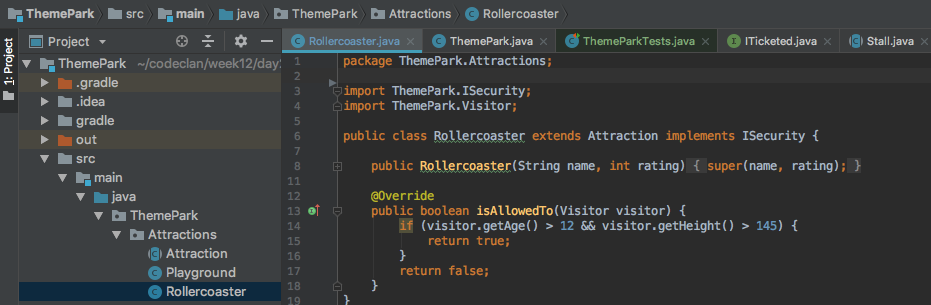 ThemePark src main java ThemePark Attractions Rollercoaster
1: Project
Project
ThemePark ~/codeclan/week12/day
.gradle
.idea
gradle
out
src
main
java
ThemePark
Attractions
Attraction
Playground
Rollercoaster
Rollercoaster.java ThemePark.java ThemeParkTests.java ITicketed.java Stall.java
1 package ThemePark.Attractions;
2
3 import ThemePark.ISecurity;
4 import ThemePark.Visitor;
5
6 public class Rollercoaster extends Attraction implements ISecurity {
7
8 public Rollercoaster(String name, int rating) { super(name, rating); }
11
12 @Override
13 public boolean isAllowedTo(Visitor visitor) {
14 if (visitor.getAge() > 12 && visitor.getHeight() > 145) {
15 return true;
16 }
17 return false;
18 }
19 }